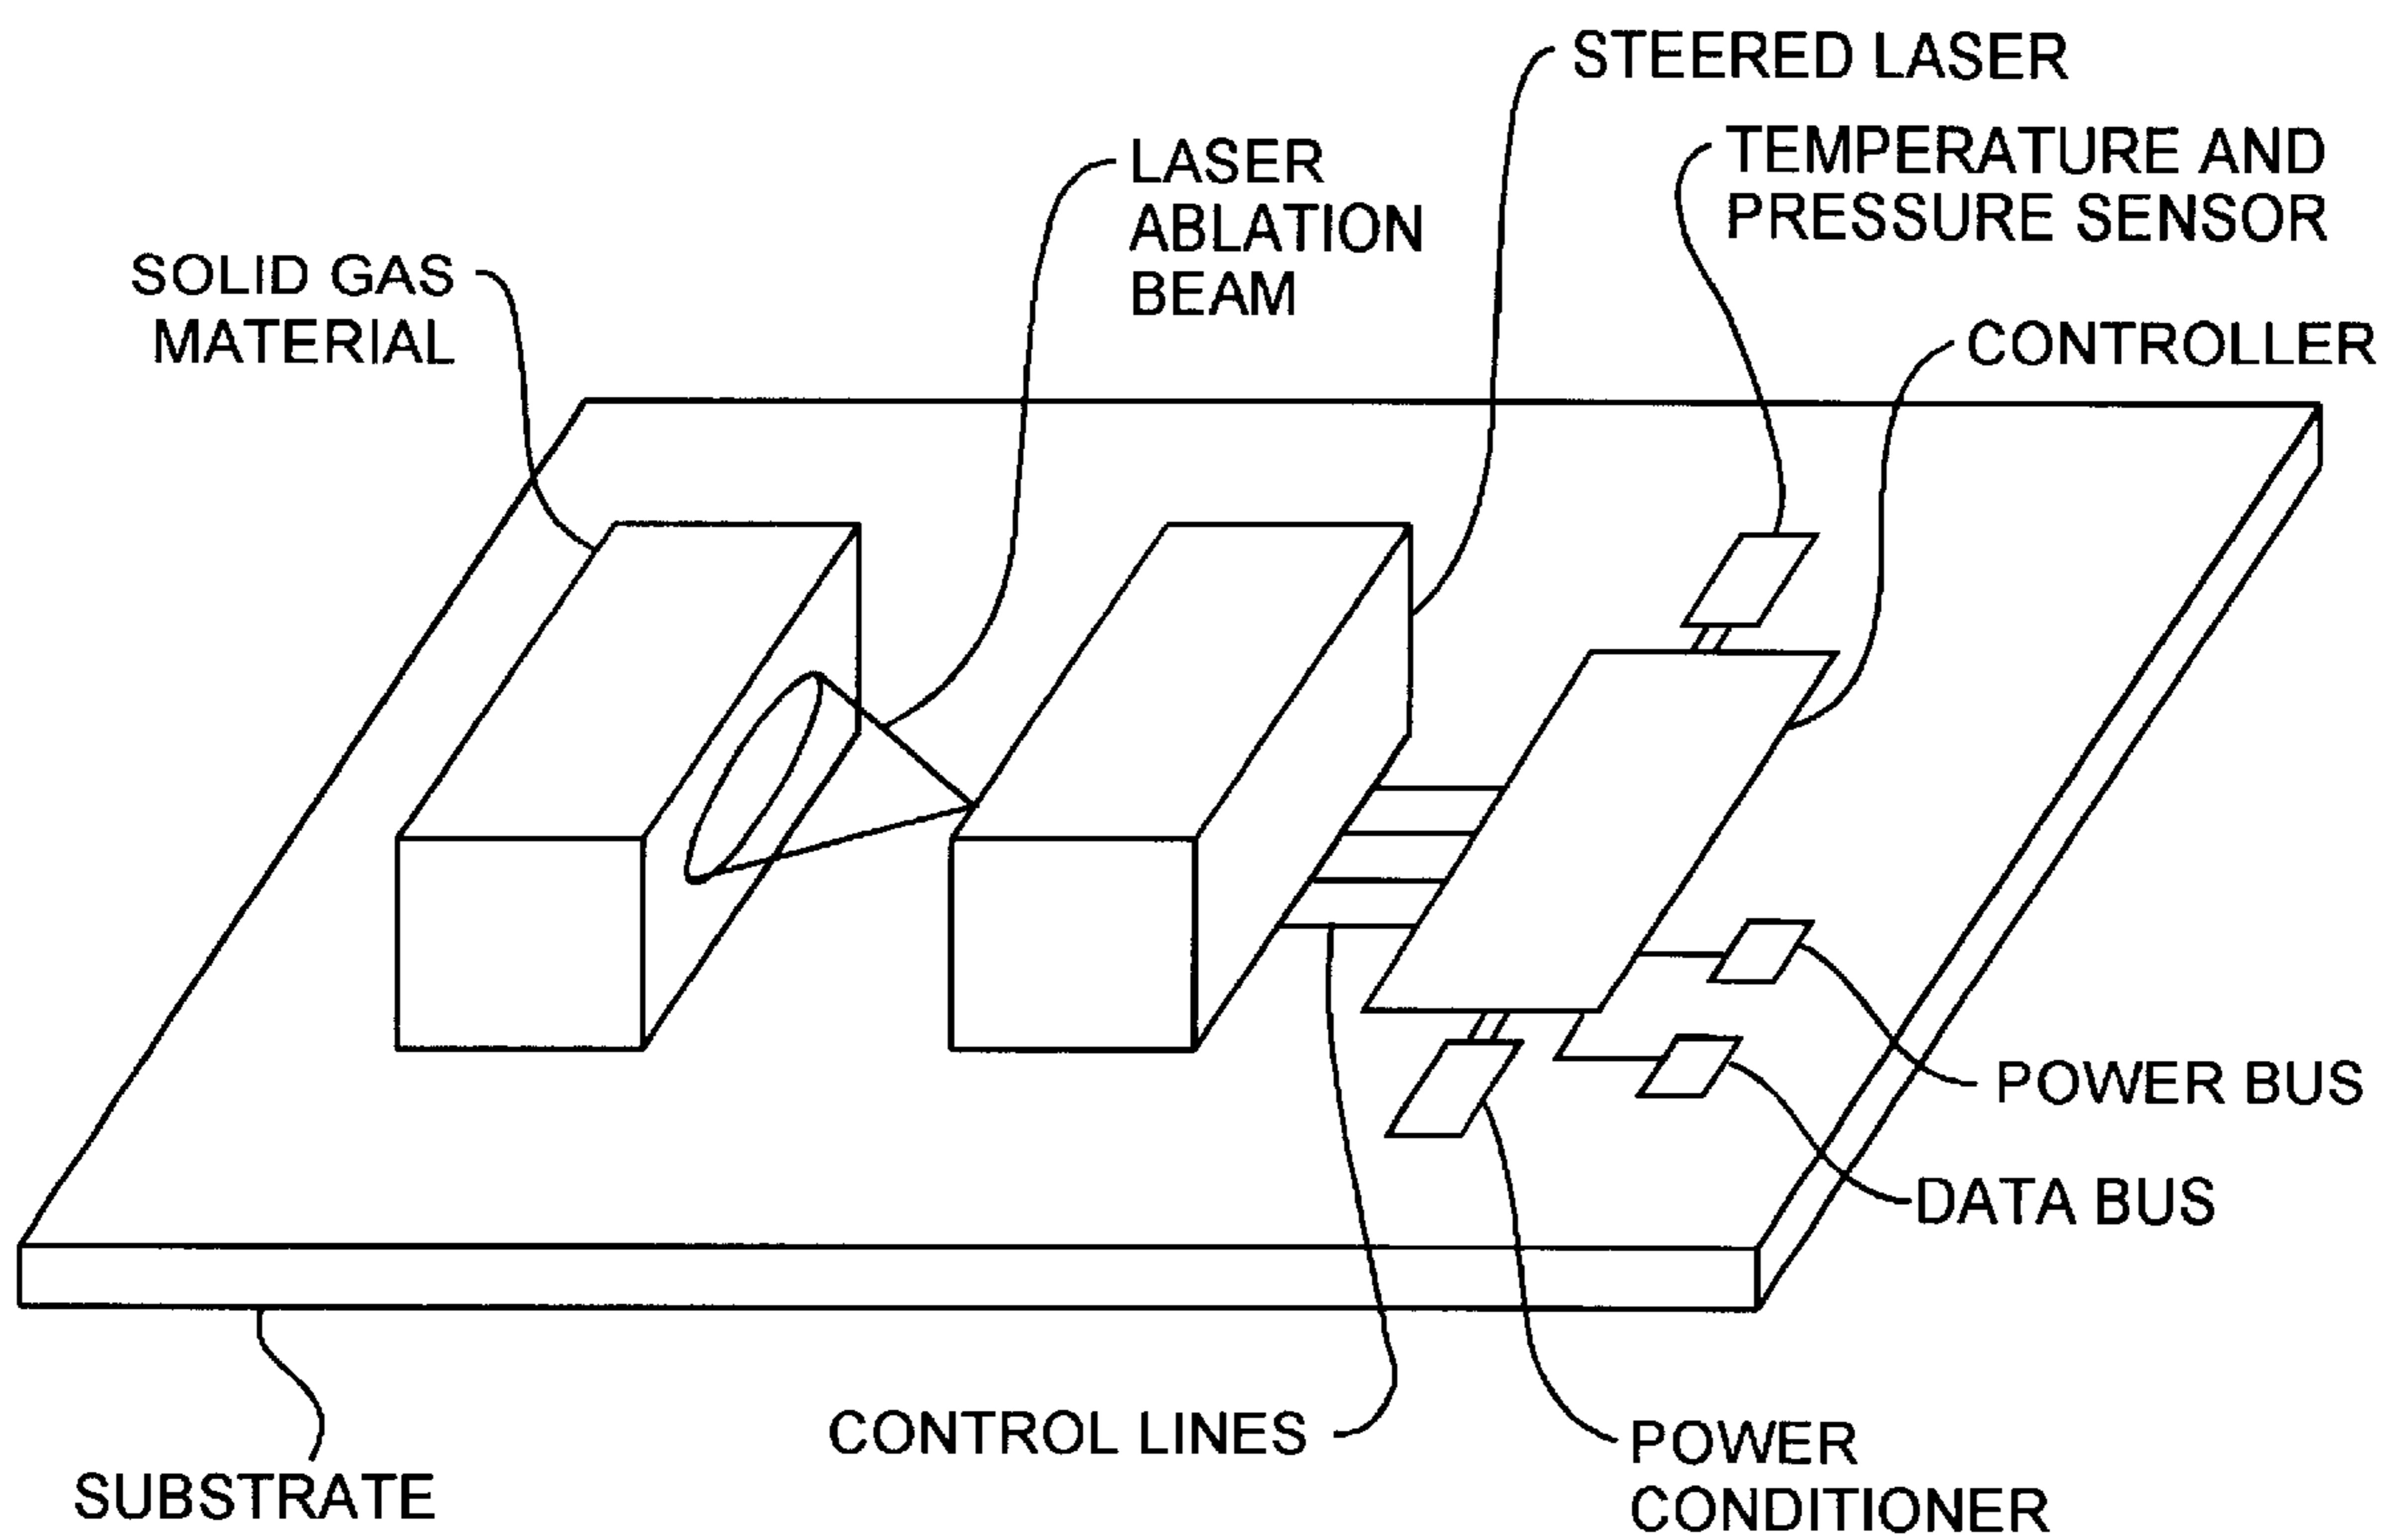 STEERED LASER
TEMPERATURE AND
PRESSURE SENSOR
LASER
ABLATION
BEAM
SOLID GAS
MATERIAL
CONTROLLER
POWER BUS
DATA BUS
CONTROL LINES
POWER
CONDITIONER
SUBSTRATE